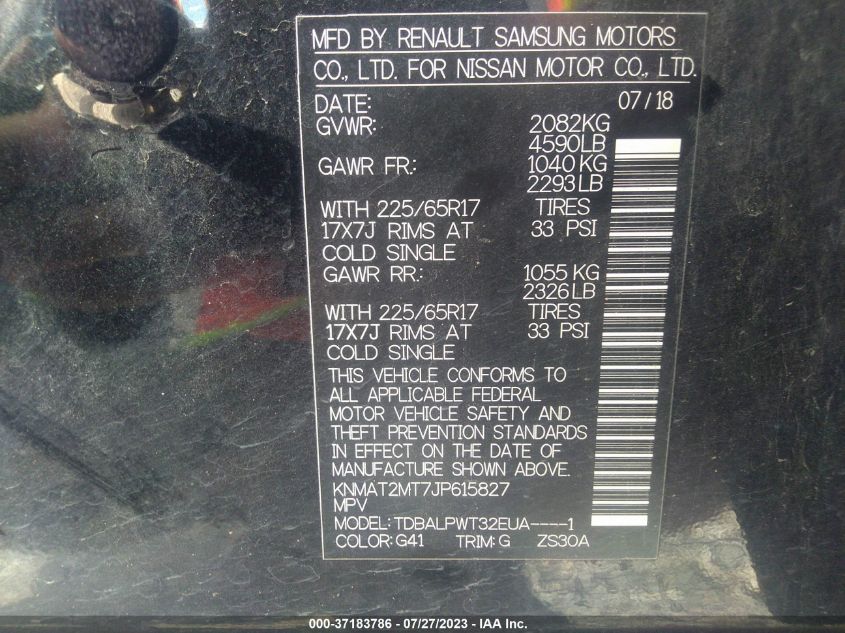 MFD BY RENAULT SAMSUNG MOTORS
CO., LTD. FOR NISSAN MOTOR CO., LTD.
DATE: 07/18
GVWR: 2082KG
4590LB
GAWR FR.: 1040KG
2293LB
WITH 225/65R17 TIRES
17X7J RIMS AT 33 PSI
COLD SINGLE
GAWR RR.: 1055 KG
2326LB
WITH 225/65R17 TIRES
17X7J RIMS AT 33 PSI
COLD SINGLE
THIS VEHICLE CONFORMS TO
ALL APPLICABLE FEDERAL
MOTOR VEHICLE SAFETY AND
THEFT PREVENTION STANDARDS
IN EFFECT ON THE DATE OF
MANUFACTURE SHOWN ABOVE.
KNMAT2MT7JP615827
MPV
MODEL: TDBALPWT32EUA----1
COLOR: G41 TRIM: G ZS30A
000-37183786 / 07/27/2023 - IAA Inc.